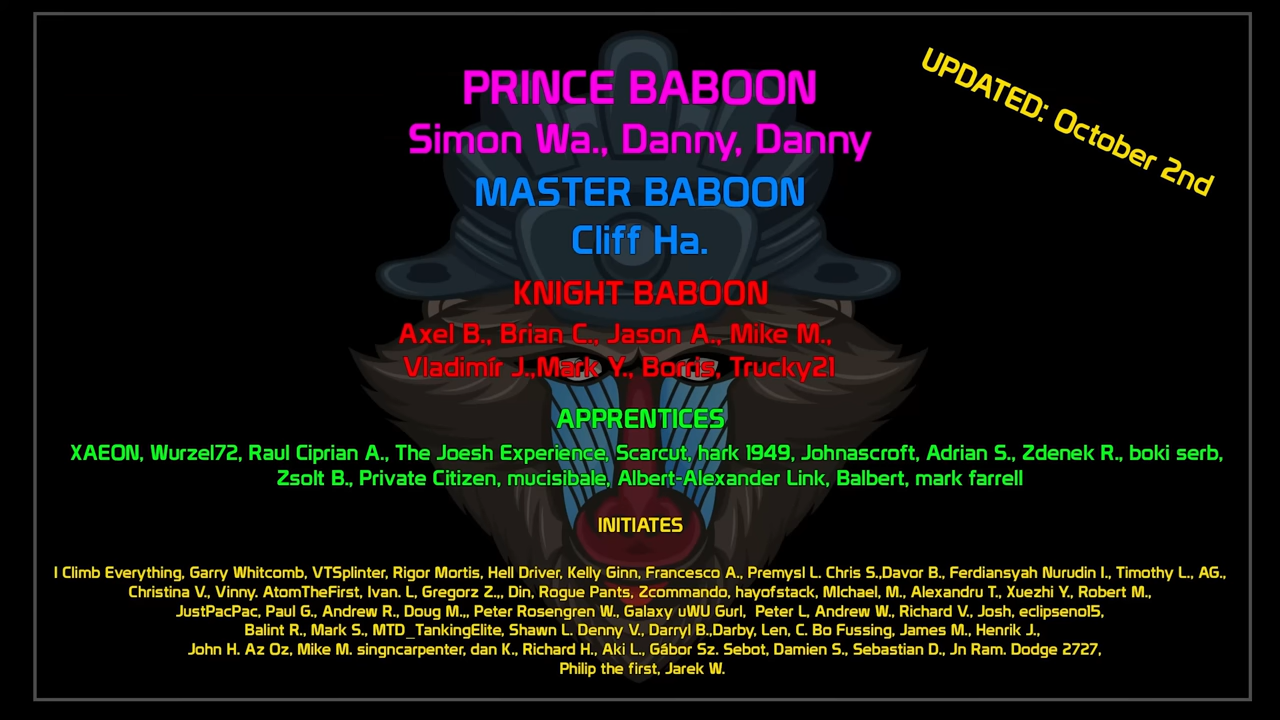 PRINCE BABOON
Simon Wa., Danny, Danny
UPDATED: October 2nd
MASTER BABOON
Cliff Ha.
KNIGHT BABOON
Axel B., Brian C., Jason A., Mike M.,
Vladimír J.,Mark Y., Borris, Trucky21
APPRENTICES
XAEON, Wurzel72, Raul Ciprian A., The Joesh Experience, Scarcut, hark 1949, Johnascroft, Adrian S., Zdenek R., boki serb,
Zsolt B., Private Citizen, mucisibale, Albert-Alexander Link, Balbert, mark farrell
INITIATES
I Climb Everything, Garry Whitcomb, VTSplinter, Rigor Mortis, Hell Driver, Kelly Ginn, Francesco A., Premysl L. Chris S.,Davor B., Ferdiansyah Nurudin I., Timothy L., AG.,
Christina V., Vinny. AtomTheFirst, Ivan. L, Gregorz Z.,, Din, Rogue Pants, Zcommando, hayofstack, MIchael, M., Alexandru T., Xuezhi Y., Robert M.,
JustPacPac, Paul G., Andrew R., Doug M.,, Peter Rosengren W., Galaxy uWU Gurl, Peter L, Andrew W., Richard V., Josh, eclipseno15,
Balint R., Mark S., MTD_TankingElite, Shawn L. Denny V., Darryl B.,Darby, Len, C. Bo Fussing, James M., Henrik J.,
John H. Az Oz, Mike M. singncarpenter, dan K., Richard H., Aki L., Gábor Sz. Sebot, Damien S., Sebastian D., Jn Ram. Dodge 2727,
Philip the first, Jarek W.